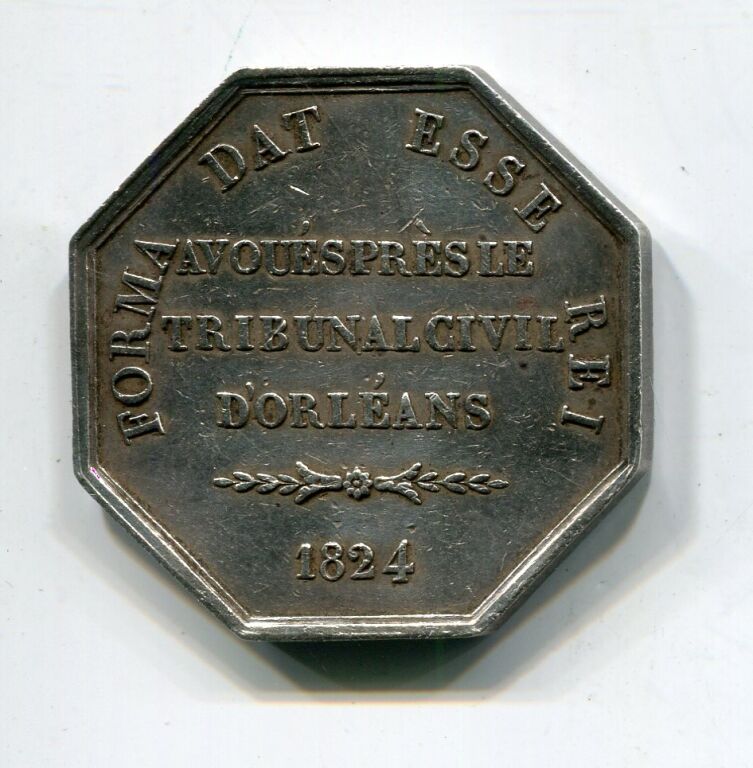 FORMA DAT ESSE REI
AVOUÉS PRÈS LE
TRIBUNAL CIVIL
D'ORLÉANS
1824